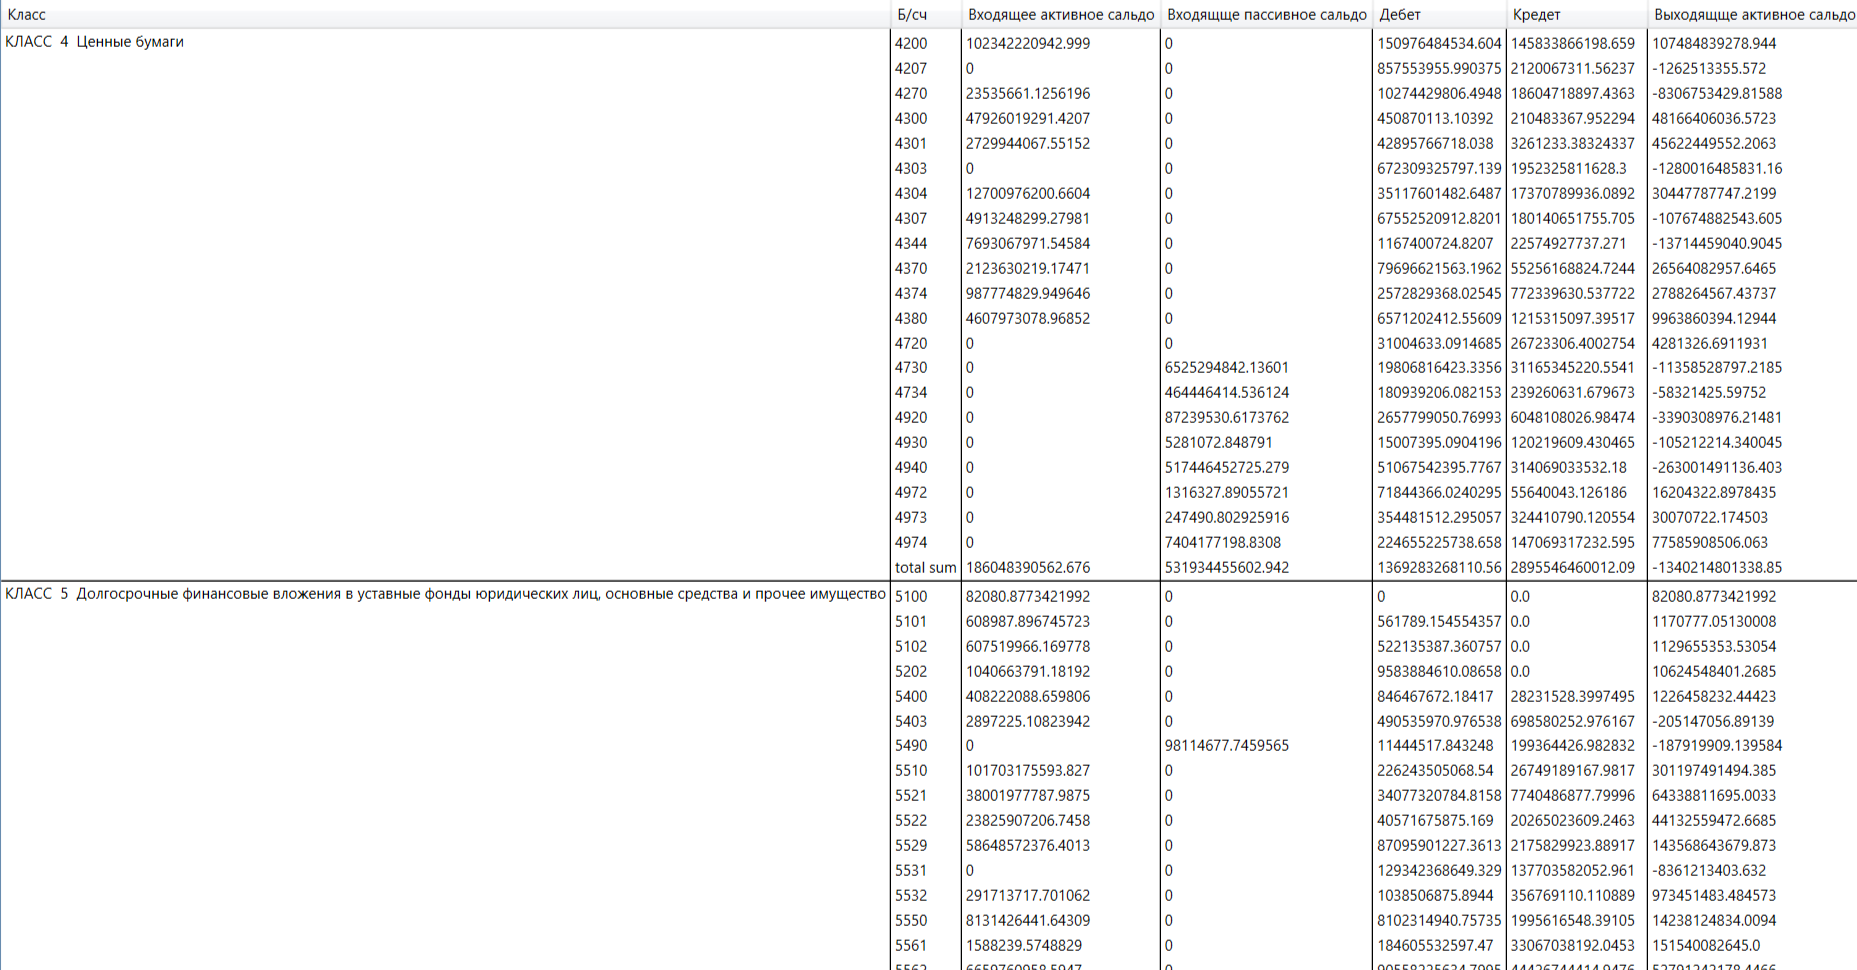 Класс Б/сч Входящее активное сальдо Входящще пассивное сальдо Дебет Кредит Выходящще активное сальдо
КЛАСС 4 Ценные бумаги 4200 102342220942.999 0 150976484534.604 145833866198.659 107484839278.944
4207 0 0 857553955.990375 2120067311.56237 -1262513355.572
4270 23535661.1256196 0 10274429806.4948 18604718897.4363 -8306753429.81588
4300 47926019291.4207 0 450870113.10392 210483367.952294 48166406036.5723
4301 2729944067.55152 0 42895766718.038 3261233.38324337 45622449552.2063
4303 0 0 672309325797.139 1952325811628.3 -1280016485831.16
4304 12700976200.6604 0 35117601482.6487 17370789936.0892 30447787747.2199
4307 4913248299.27981 0 67552520912.8201 180140651755.705 -107674882543.605
4344 7693067971.54584 0 1167400724.8207 22574927737.271 -13714459040.9045
4370 2123630219.17471 0 79696621563.1962 55256168824.7244 26564082957.6465
4374 987774829.949646 0 2572829368.02545 772339630.537722 2788264567.43737
4380 4607973078.96852 0 6571202412.55609 1215315097.39517 9963860394.12944
4720 0 0 31004633.0914685 26723306.4002754 4281326.6911931
4730 0 6525294842.13601 19806816423.3356 31165345220.5541 -11358528797.2185
4734 0 464446414.536124 180939206.082153 239260631.679673 -58321425.59752
4920 0 87239530.6173762 2657799050.76993 6048108026.98474 -3390308976.21481
4930 0 5281072.848791 15007395.0904196 120219609.430465 -105212214.340045
4940 0 517446452725.279 51067542395.7767 314069033532.18 -263001491136.403
4972 0 1316327.89055721 71844366.0240295 55640043.126186 16204322.8978435
4973 0 247490.802925916 354481512.295057 324410790.120554 30070722.174503
4974 0 7404177198.8308 224655225738.658 147069317232.595 77585908506.063
total sum 186048390562.676 531934455602.942 1369283268110.56 2895546460012.09 -1340214801338.85
КЛАСС 5 Долгосрочные финансовые вложения в уставные фонды юридических лиц, основные средства и прочее имущество 5100 82080.8773421992 0 0 0.0 82080.8773421992
5101 608987.896745723 0 561789.154554357 0.0 1170777.05130008
5102 607519966.169778 0 522135387.360757 0.0 1129655353.53054
5202 1040663791.18192 0 9583884610.08658 0.0 10624548401.2685
5400 408222088.659806 0 846467672.18417 28231528.3997495 1226458232.44423
5403 2897225.10823942 0 490535970.976538 698580252.976167 -205147056.89139
5490 0 98114677.7459565 11444517.843248 199364426.982832 -187919909.139584
5510 101703175593.827 0 226243505068.54 26749189167.9817 301197491494.385
5521 38001977787.9875 0 34077320784.8158 7740486877.79996 64338811695.0033
5522 23825907206.7458 0 40571675875.169 20265023609.2463 44132559472.6685
5529 58648572376.4013 0 87095901227.3613 2175829923.88917 143568643679.873
5531 0 0 129342368649.329 137703582052.961 -8361213403.632
5532 291713717.701062 0 1038506875.8944 356769110.110889 973451483.484573
5550 8131426441.64309 0 8102314940.75735 1995616548.39105 14238124834.0094
5561 1588239.5748829 0 184605532597.47 33067038192.0453 151540082645.0